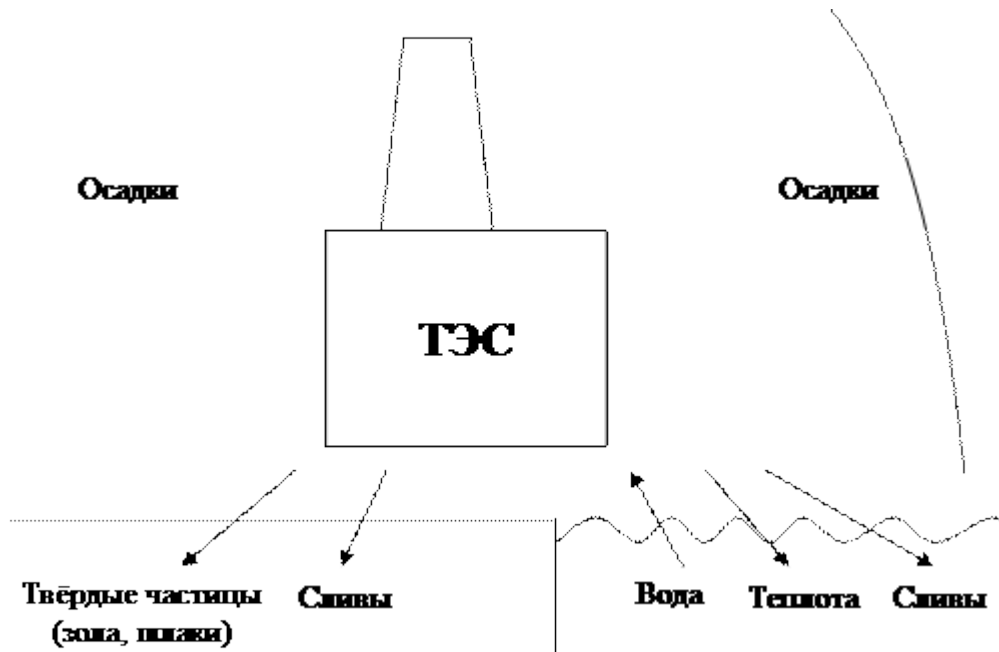 Осадки
Осадки
ТЭС
Твёрдые частицы
(зола, шлаки)
Сливы
Вода
Теплота
Сливы